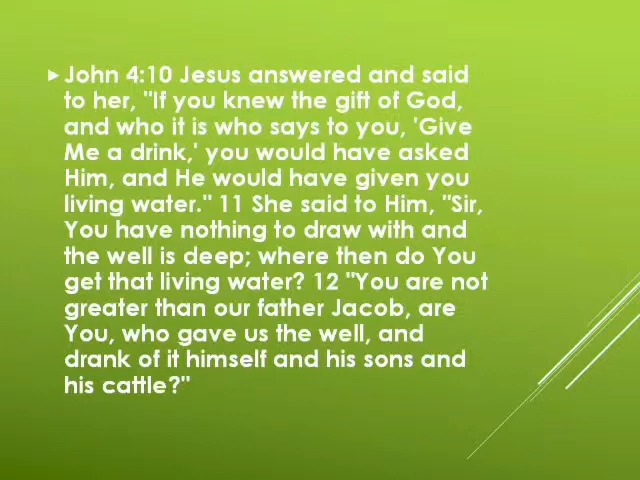 John 4:10 Jesus answered and said
to her, "If you knew the gift of God,
and who it is who says to you, 'Give
Me a drink,' you would have asked
Him, and He would have given you
living water." 11 She said to Him, "Sir,
You have nothing to draw with and
the well is deep; where then do You
get that living water? 12 "You are not
greater than our father Jacob, are
You, who gave us the well, and
drank of it himself and his sons and
his cattle?"